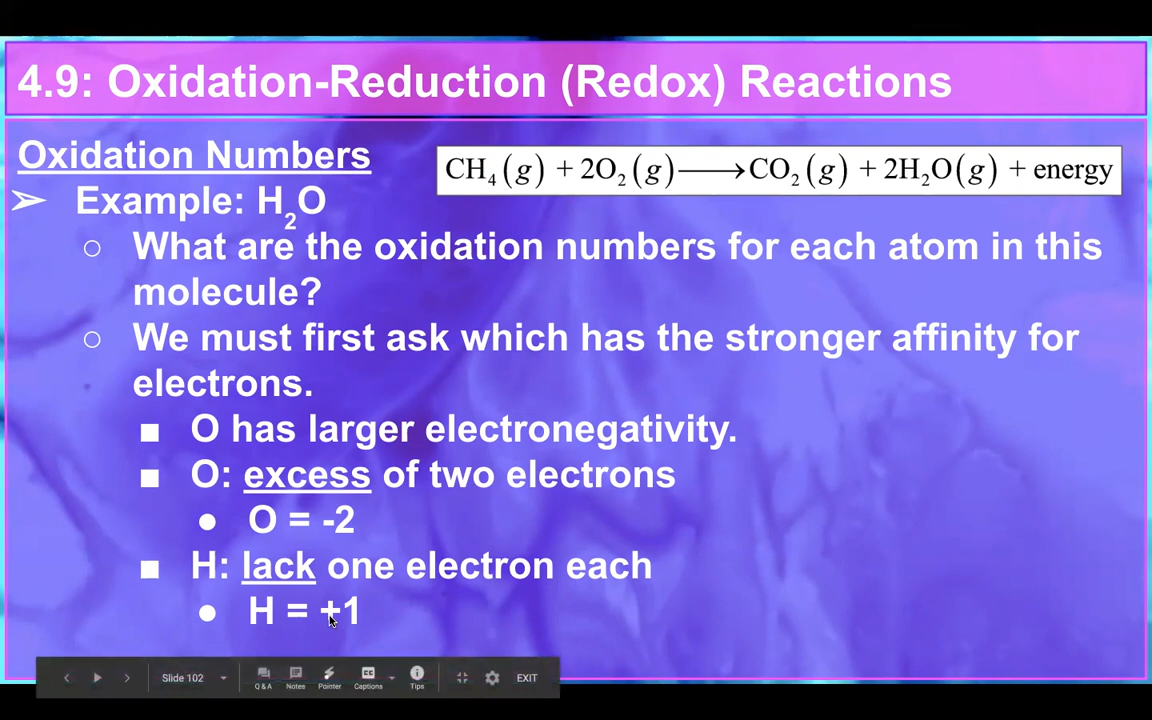 4.9: Oxidation-Reduction (Redox) Reactions
Oxidation Numbers
CH₄(g) + 2O₂(g)⟶CO₂(g) + 2H₂O(g) + energy
➢ Example: H₂O
○ What are the oxidation numbers for each atom in this
molecule?
○ We must first ask which has the stronger affinity for
electrons.
■ O has larger electronegativity.
■ O: excess of two electrons
● O = -2
■ H: lack one electron each
● H = +1
Slide 102 Q & A Notes Pointer Captions Tips EXIT